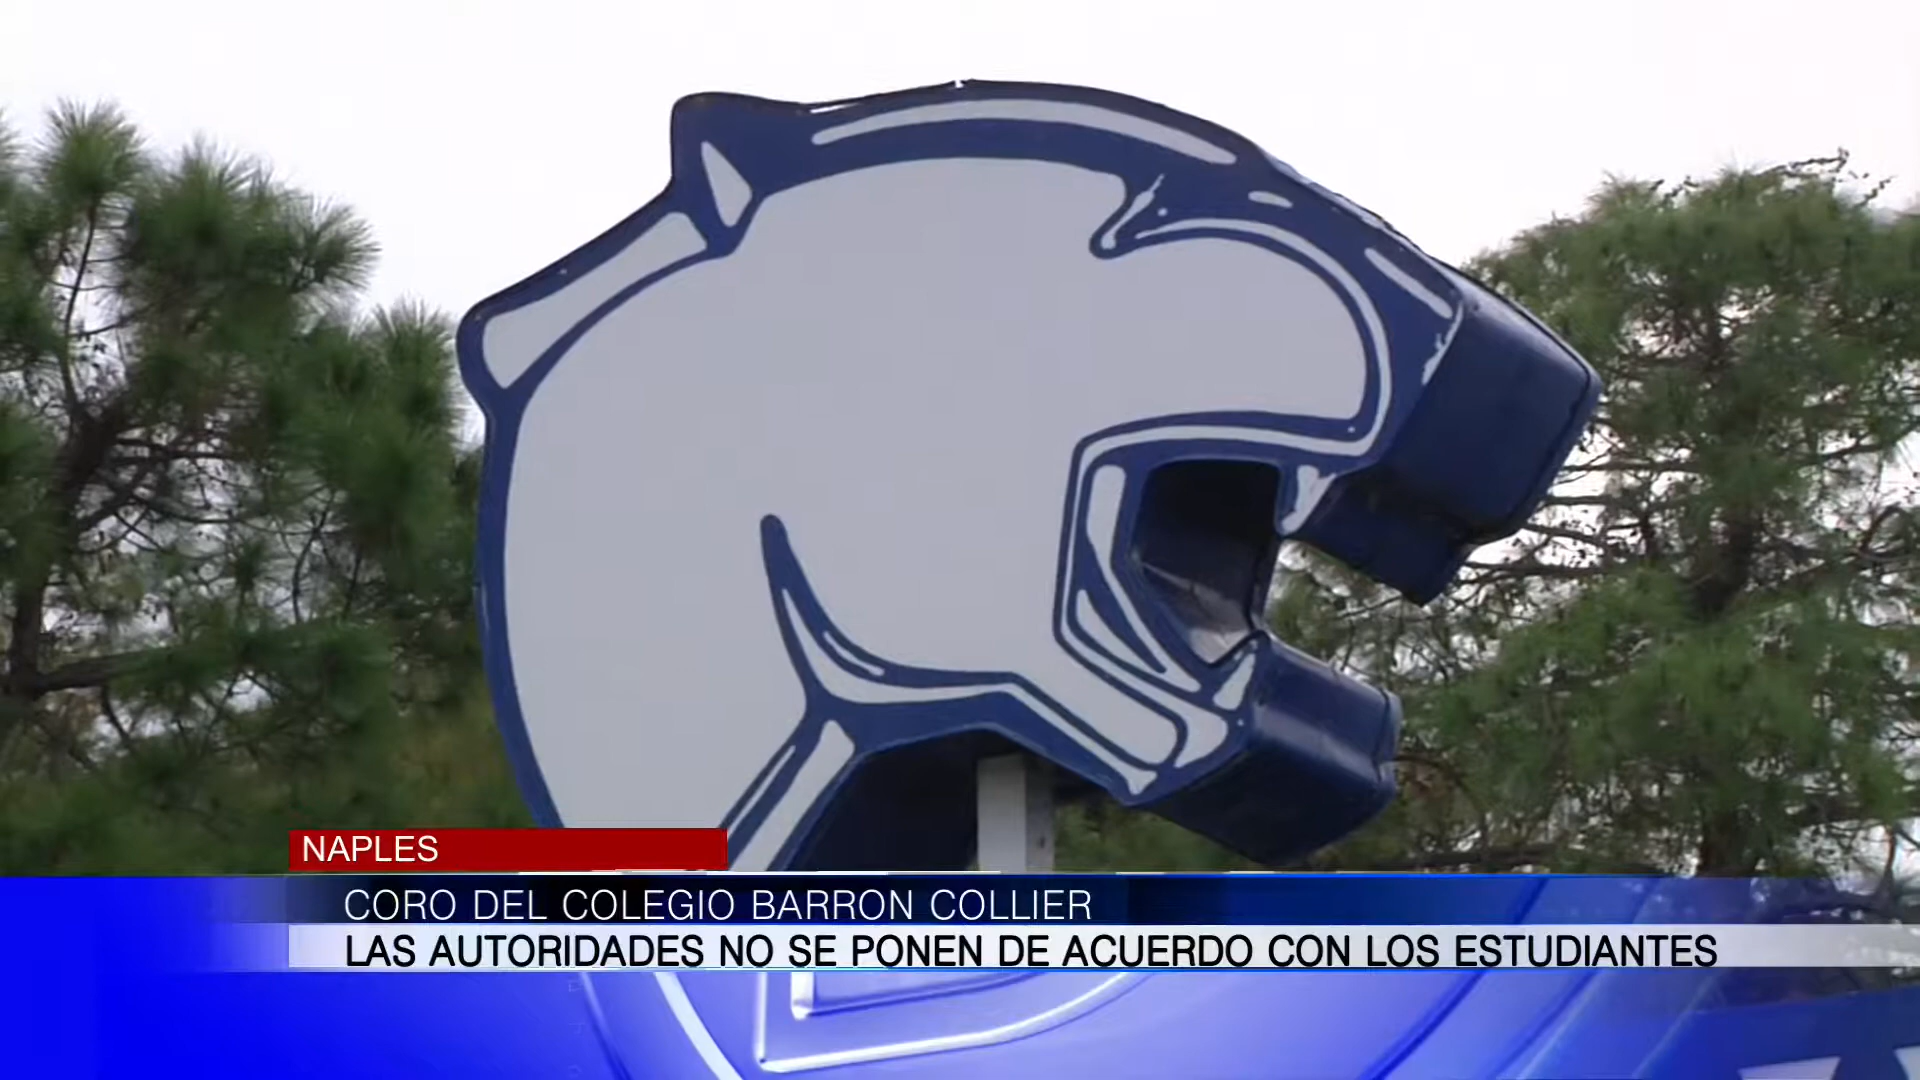 NAPLES
CORO DEL COLEGIO BARRON COLLIER
LAS AUTORIDADES NO SE PONEN DE ACUERDO CON LOS ESTUDIANTES